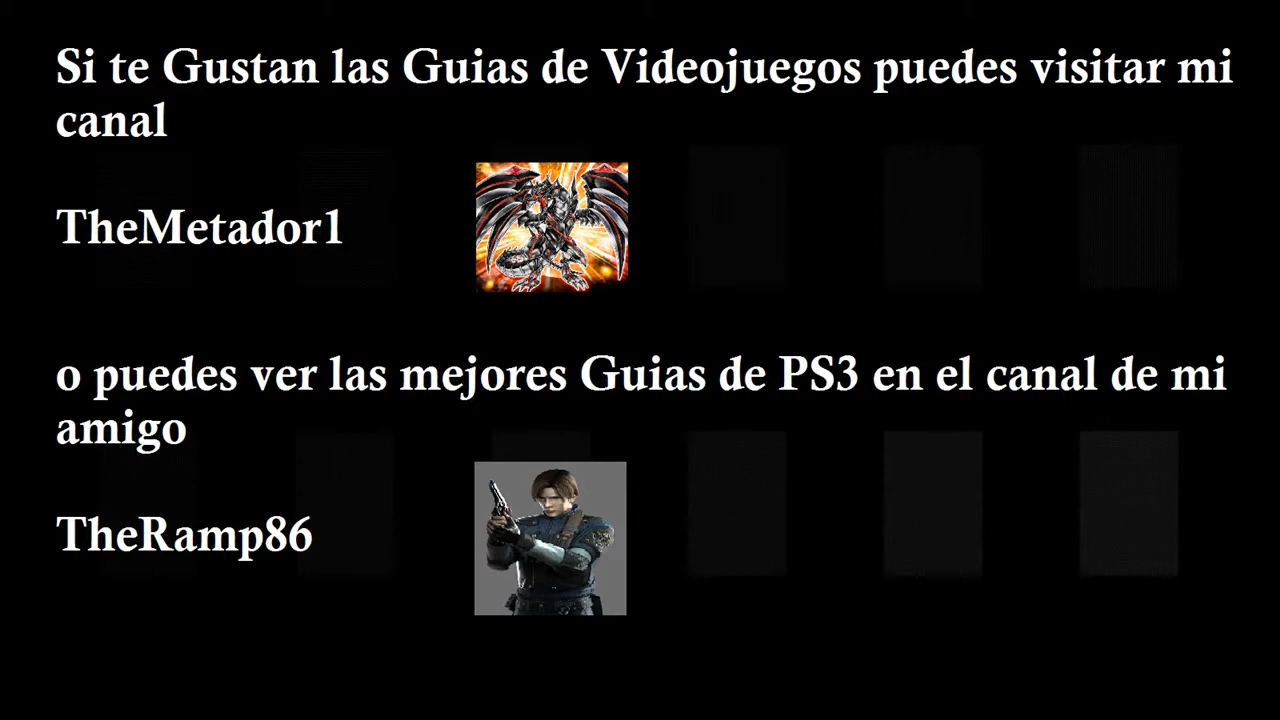 Si te Gustan las Guias de Videojuegos puedes visitar mi
canal
TheMetador1
o puedes ver las mejores Guias de PS3 en el canal de mi
amigo
TheRamp86